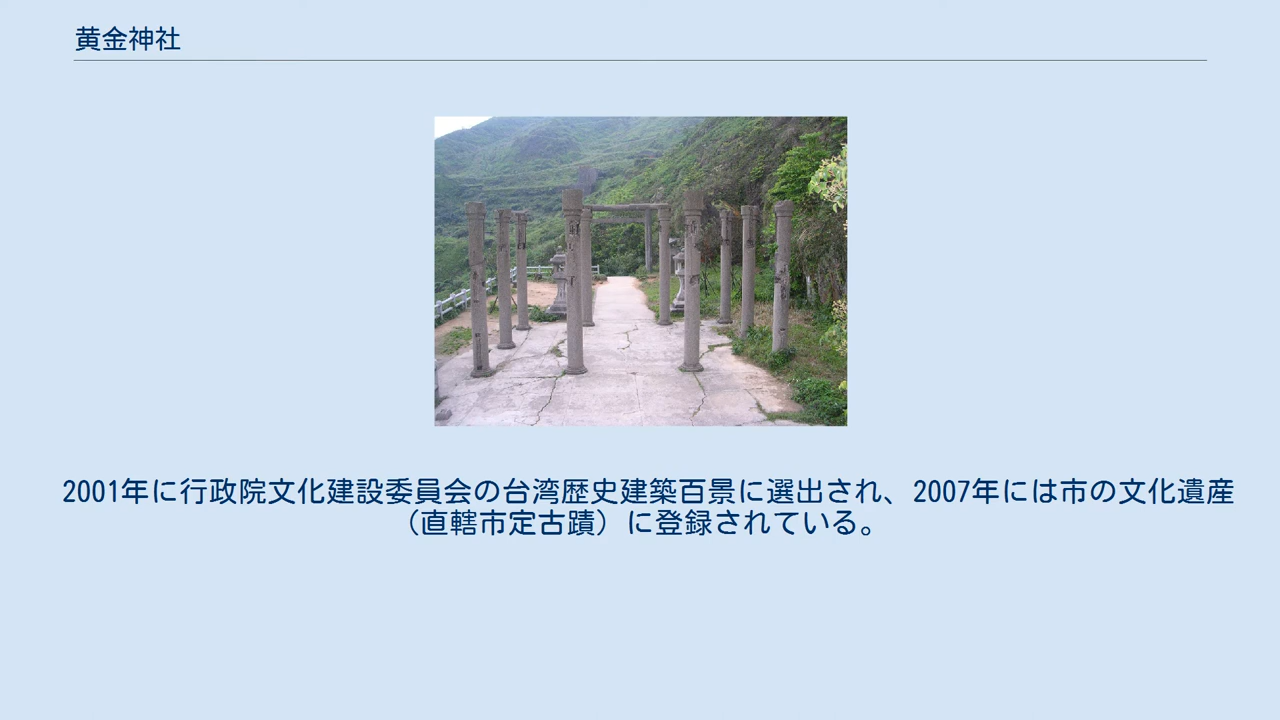 黄金神社
2001年に行政院文化建設委員会の台湾歴史建築百景に選出され、2007年には市の文化遺産
（直轄市定古蹟）に登録されている。